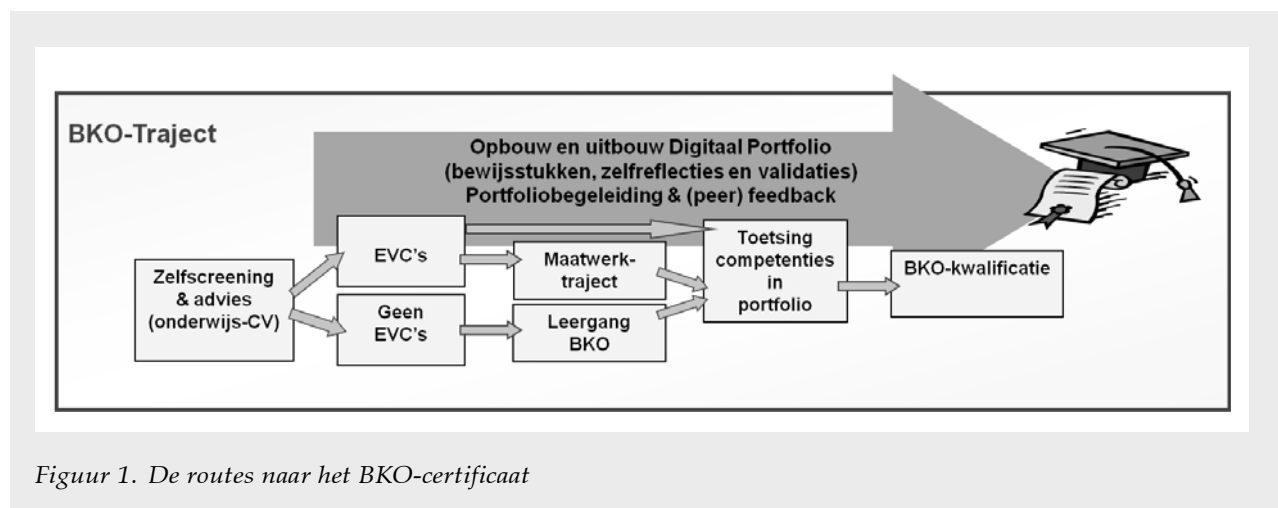 BKO-Traject
Opbouw en uitbouw Digitaal Portfolio
(bewijsstukken, zelfreflecties en validaties)
Portfoliobegeleiding & (peer) feedback
Zelfscreening
& advies
(onderwijs-CV)
EVC's
Geen
EVC's
Maatwerk-
traject
Leergang
BKO
Toetsing
competenties
in
portfolio
BKO-kwalificatie
Figuur 1. De routes naar het BKO-certificaat